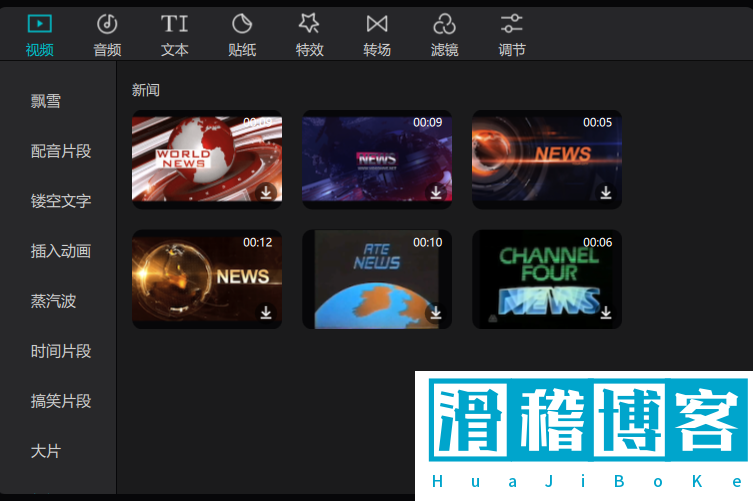 视频 音频 文本 贴纸 特效 转场 滤镜 调节
新闻
飘雪
配音片段
镂空文字
插入动画
蒸汽波
时间片段
搞笑片段
大片
00:09 00:09 00:05
WORLD
NEWS
NEWS
NEWS
00:12 00:10 00:06
NEWS
RTE
NEWS
CHANNEL
FOUR
NEWS
滑稽博客
HuaJiBoKe